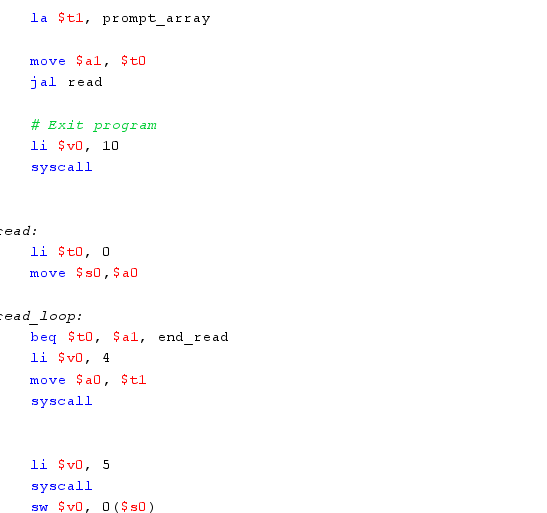 la $t1, prompt_array
move $a1, $t0
jal read
# Exit program
li $v0, 10
syscall
read:
li $t0, 0
move $s0,$a0
read_loop:
beq $t0, $a1, end_read
li $v0, 4
move $a0, $t1
syscall
li $v0, 5
syscall
sw $v0, 0($s0)